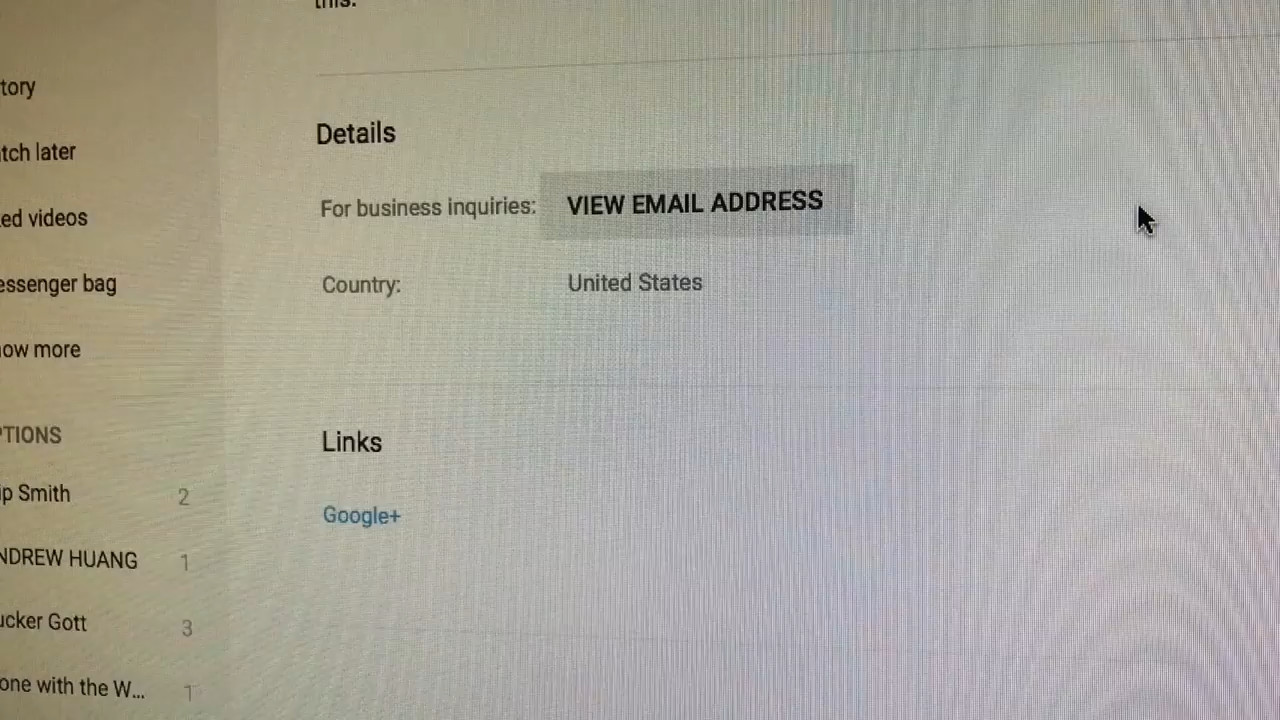 this.
tory
Details
tch later
For business inquiries: VIEW EMAIL ADDRESS
ed videos
Country: United States
essenger bag
ow more
Links
TIONS
p Smith 2
Google+
NDREW HUANG 1
ucker Gott 3
one with the W... 1